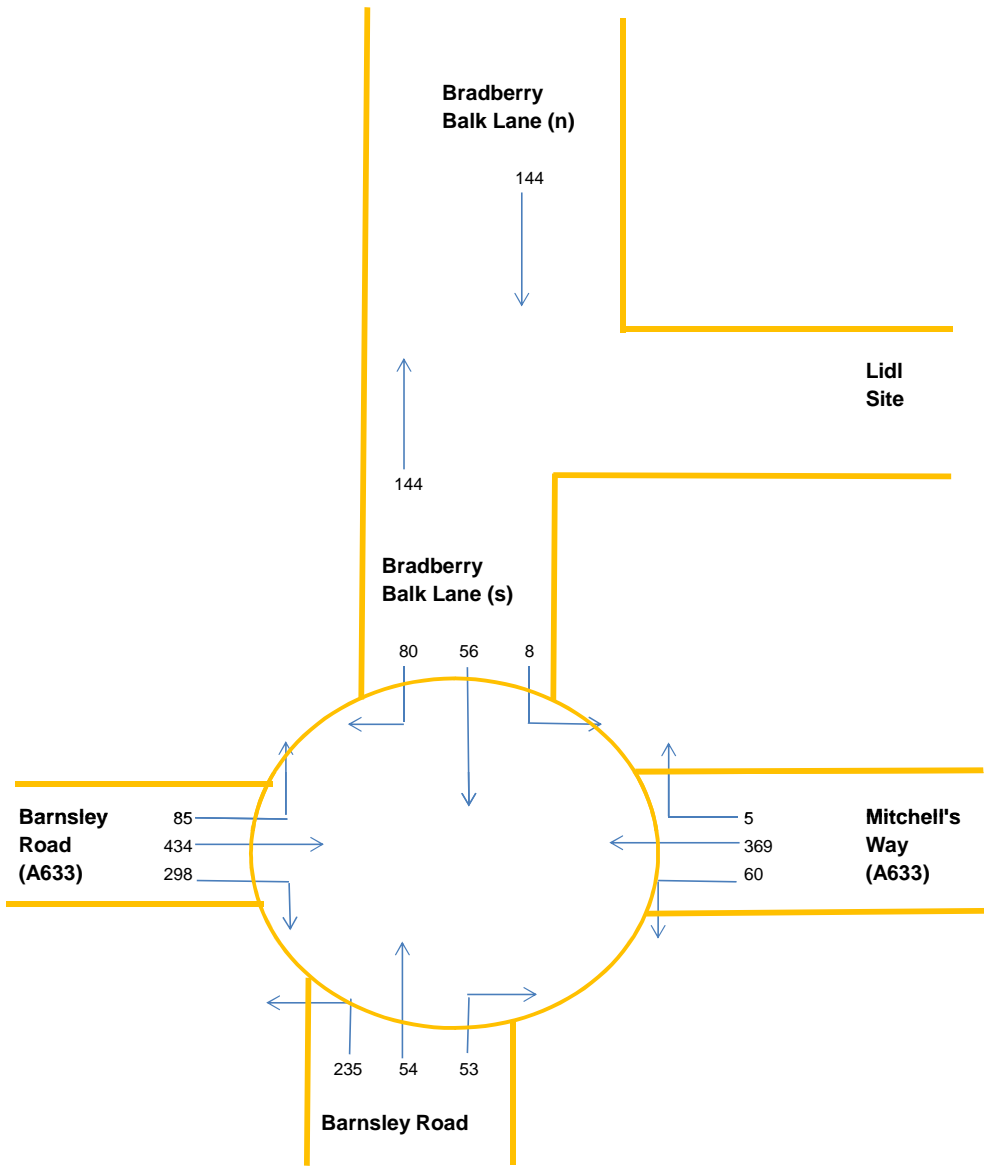 Bradberry
Balk Lane (n)
144
Lidl
Site
144
Bradberry
Balk Lane (s)
80 56 8
Barnsley
Road
(A633)
85
434
298
5
369
60
Mitchell's
Way
(A633)
235 54 53
Barnsley Road